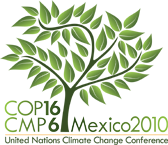 COP16
CMP6 Mexico2010
United Nations Climate Change Conference